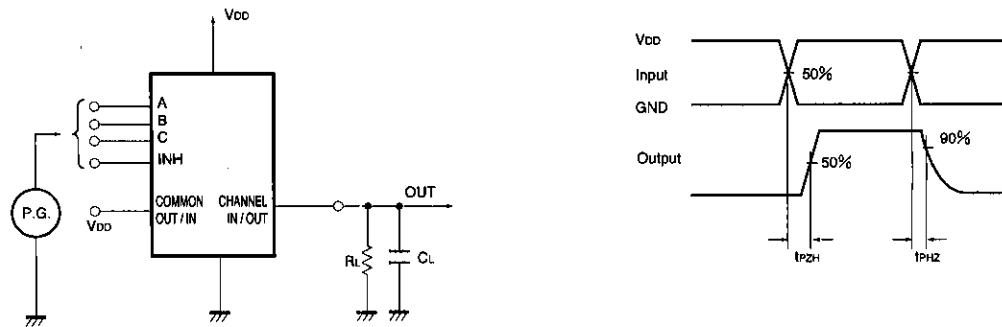 VDD
A
B
C
INH
P.G.
VDD
COMMON
OUT/IN
CHANNEL
IN/OUT
OUT
RL
CL
VDD
Input
GND
50%
Output
50%
90%
tPZH
tPHZ